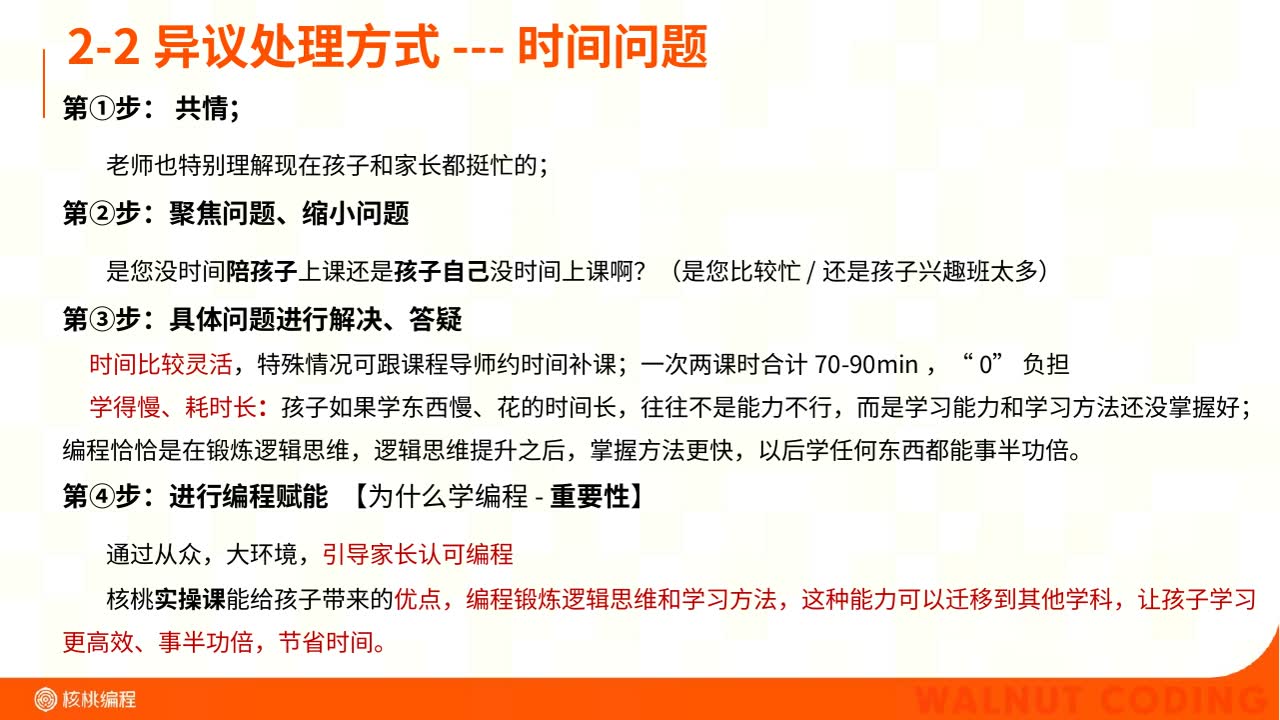 2-2 异议处理方式 --- 时间问题
第①步： 共情；
老师也特别理解现在孩子和家长都挺忙的；
第②步：聚焦问题、缩小问题
是您没时间陪孩子上课还是孩子自己没时间上课啊？（是您比较忙 / 还是孩子兴趣班太多）
第③步：具体问题进行解决、答疑
时间比较灵活，特殊情况可跟课程导师约时间补课；一次两课时合计 70-90min ，“ 0” 负担
学得慢、耗时长：孩子如果学东西慢、花的时间长，往往不是能力不行，而是学习能力和学习方法还没掌握好；
编程恰恰是在锻炼逻辑思维，逻辑思维提升之后，掌握方法更快，以后学任何东西都能事半功倍。
第④步：进行编程赋能 【为什么学编程 - 重要性】
通过从众，大环境，引导家长认可编程
核桃实操课能给孩子带来的优点，编程锻炼逻辑思维和学习方法，这种能力可以迁移到其他学科，让孩子学习
更高效、事半功倍，节省时间。
核桃编程
WALNUT CODING